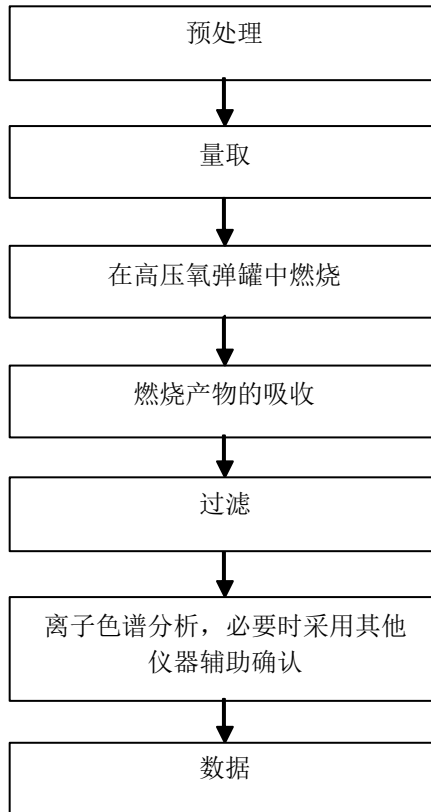 预处理
量取
在高压氧弹罐中燃烧
燃烧产物的吸收
过滤
离子色谱分析，必要时采用其他
仪器辅助确认
数据